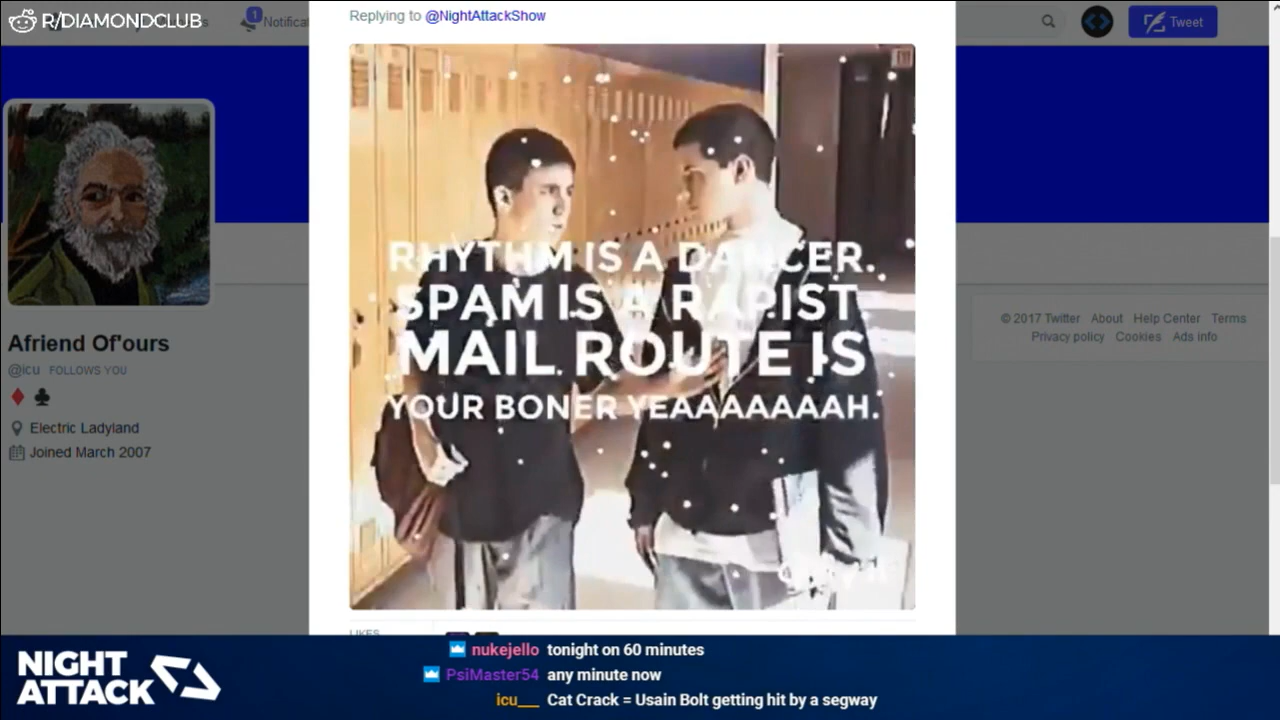 R/DIAMONDCLUB
1
Notifica
Replying to @NightAttackShow
Tweet
RHYTHM IS A DANCER.
SPAM IS A RAPIST.
MAIL ROUTE IS
YOUR BONER YEAAAAAAAH.
Afriend Of'ours
@icu FOLLOWS YOU
Electric Ladyland
Joined March 2007
© 2017 Twitter About Help Center Terms
Privacy policy Cookies Ads info
LIKES
NIGHT
ATTACK
nukejello tonight on 60 minutes
PsiMaster54 any minute now
icu___ Cat Crack = Usain Bolt getting hit by a segway